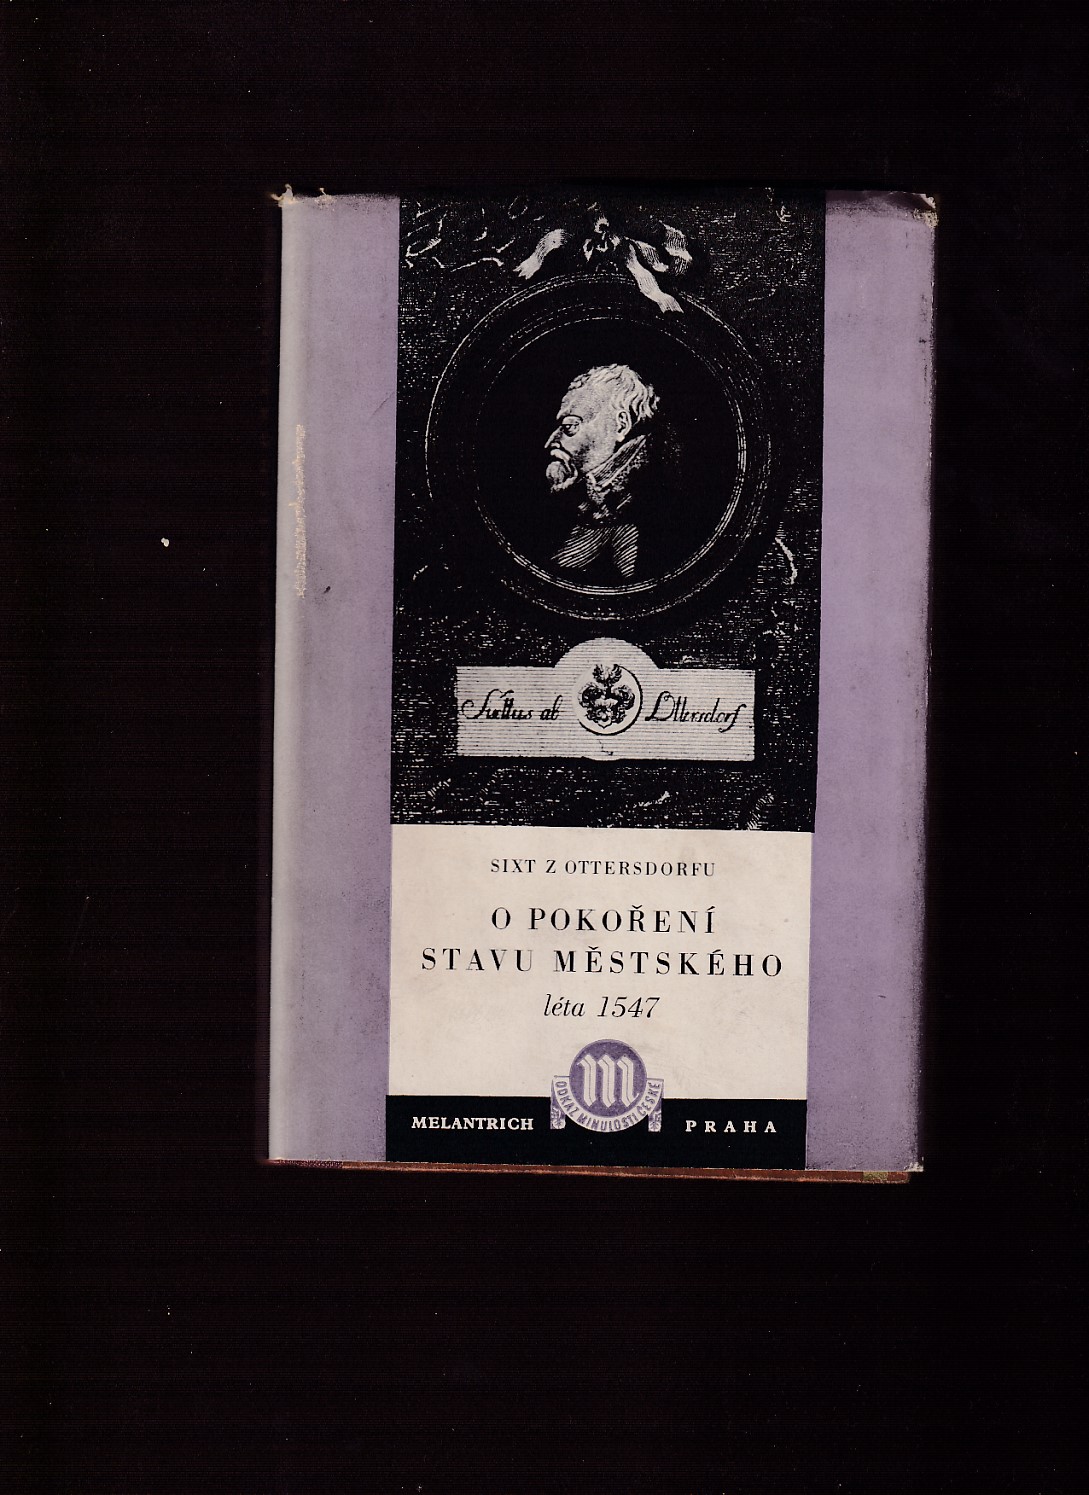 Sixtus ab Ottersdorf
SIXT Z OTTERSDORFU
O POKOŘENÍ
STAVU MĚSTSKÉHO
léta 1547
m
ODKAZ MINULOSTI ČESKÉ
MELANTRICH
PRAHA